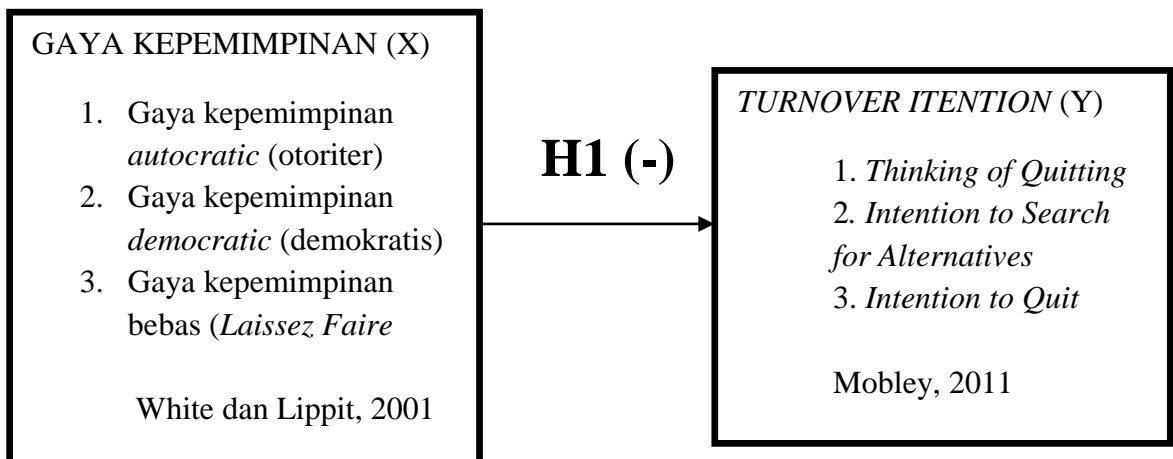 GAYA KEPEMIMPINAN (X)
1. Gaya kepemimpinan
autocratic (otoriter)
2. Gaya kepemimpinan
democratic (demokratis)
3. Gaya kepemimpinan
bebas (Laissez Faire
White dan Lippit, 2001
H1 (-)
TURNOVER ITENTION (Y)
1. Thinking of Quitting
2. Intention to Search
for Alternatives
3. Intention to Quit
Mobley, 2011